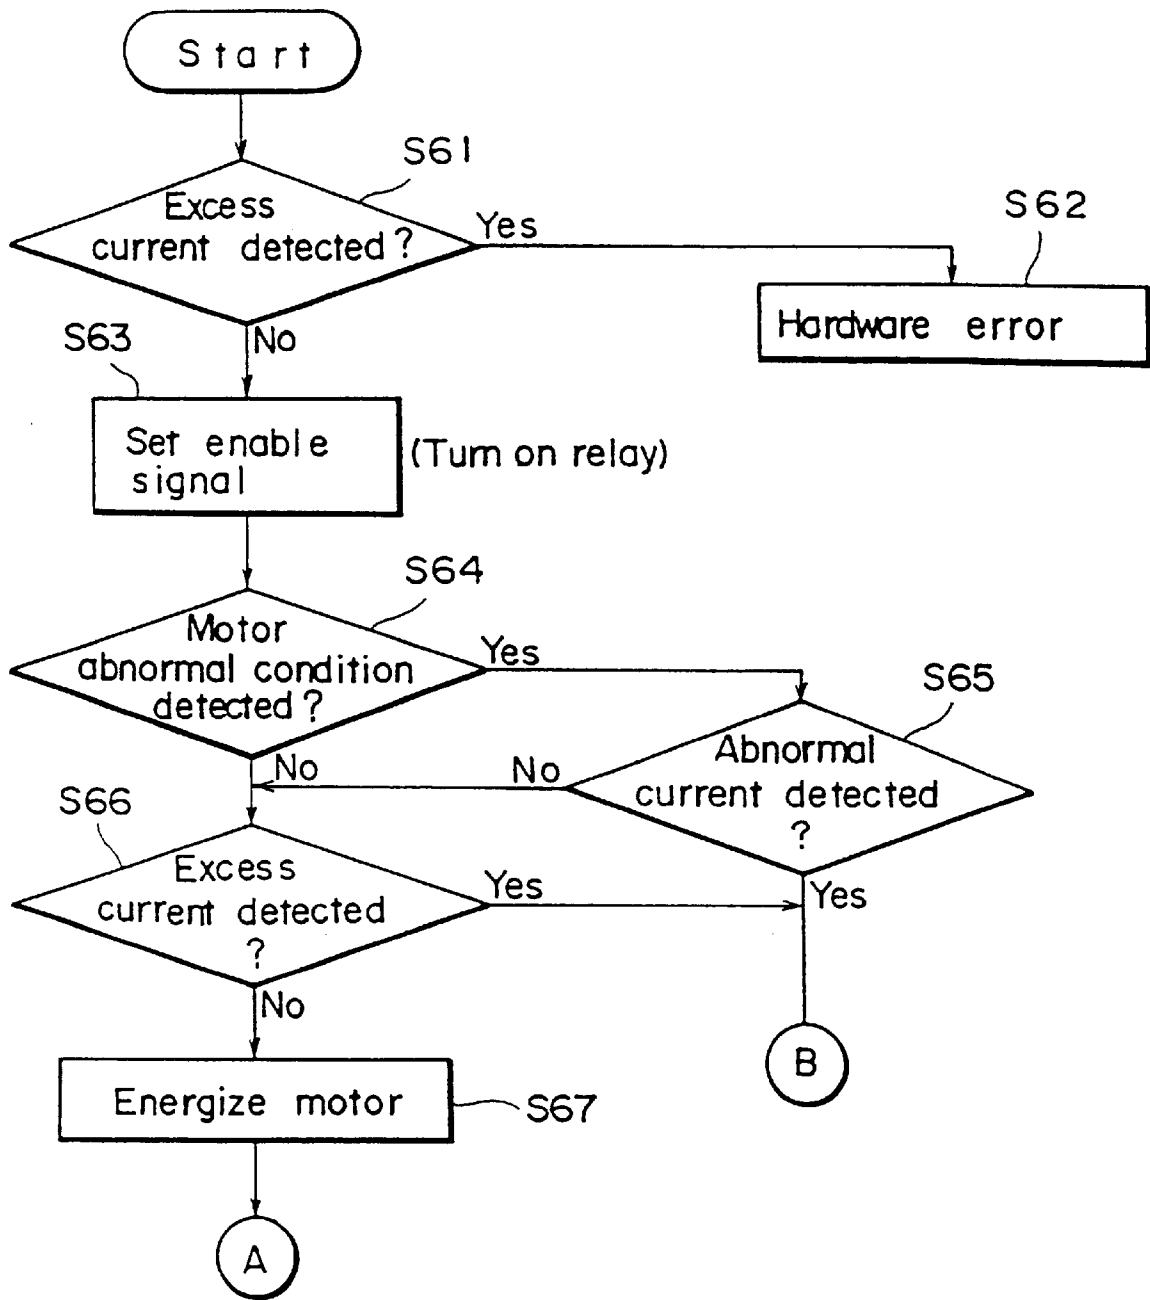 Start
S61
Excess
current detected?
Yes
S62
Hardware error
No
S63
Set enable
signal
(Turn on relay)
S64
Motor
abnormal condition
detected?
Yes
S65
Abnormal
current detected
?
No
No
Yes
S66
Excess
current detected
?
Yes
No
B
Energize motor
S67
A